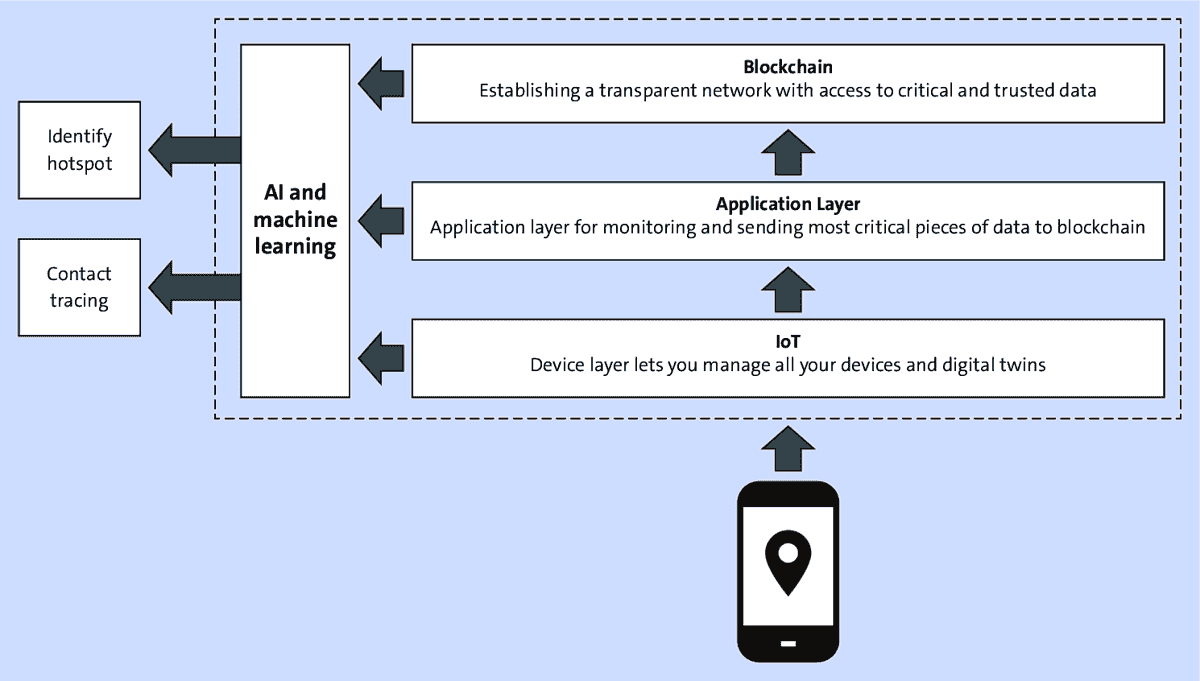 Blockchain
Establishing a transparent network with access to critical and trusted data
Identify
hotspot
AI and
machine
learning
Application Layer
Application layer for monitoring and sending most critical pieces of data to blockchain
Contact
tracing
IoT
Device layer lets you manage all your devices and digital twins